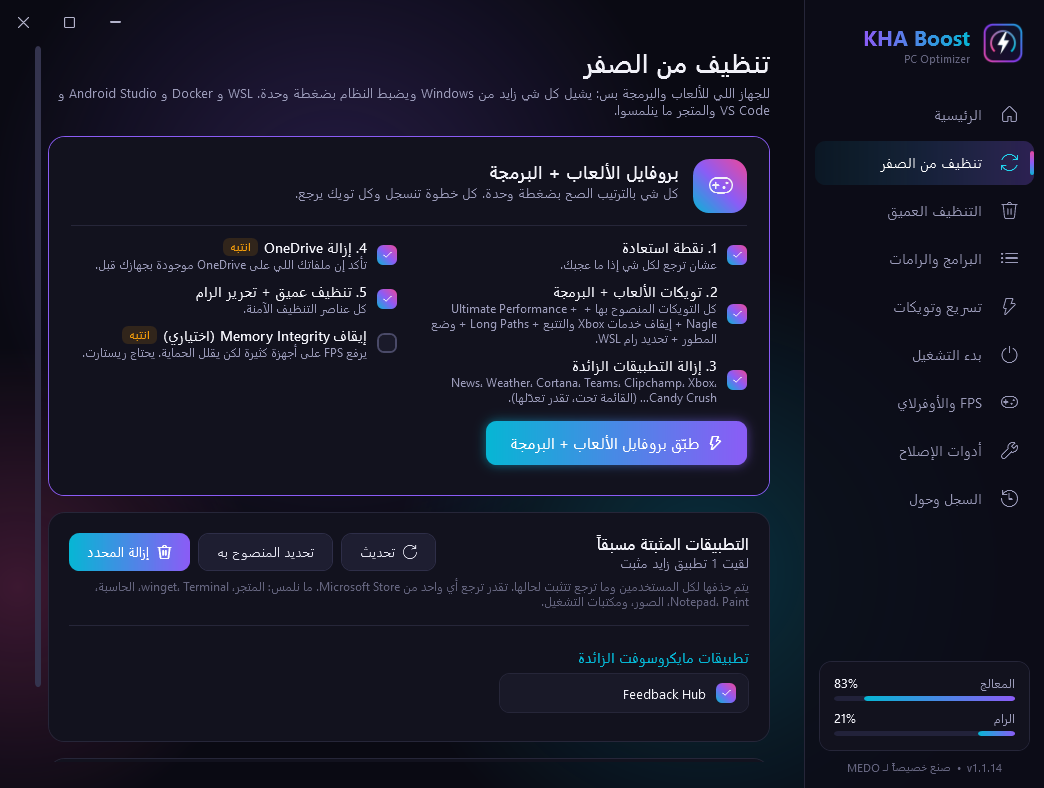 KHA Boost
PC Optimizer
الرئيسية
تنظيف من الصفر
التنظيف العميق
البرامج والرامات
تسريع وتويكات
بدء التشغيل
FPS والأوفرلاي
أدوات الإصلاح
السجل وحول
المعالج 83%
الرام 21%
v1.1.14 • صنع خصيصاً لـ MEDO
تنظيف من الصفر
للجهاز اللي للألعاب والبرمجة بس: يشيل كل شي زايد من Windows ويضبط النظام بضغطة وحدة. WSL و Docker و Android Studio و
VS Code والمتجر ما ينلمسوا.
بروفايل الألعاب + البرمجة
كل شي بالترتيب الصح بضغطة وحدة. كل خطوة تنسجل وكل تويك يرجع.
1. نقطة استعادة
عشان ترجع لكل شي إذا ما عجبك.
2. تويكات الألعاب + البرمجة
كل التويكات المنصوح بها + Ultimate Performance +
Nagle + إيقاف خدمات Xbox والتتبع + Long Paths + وضع
المطور + تحديد رام WSL.
3. إزالة التطبيقات الزائدة
News، Weather، Cortana، Teams، Clipchamp، Xbox،
Candy Crush... (القائمة تحت، تقدر تعدّلها).
4. إزالة OneDrive انتبه
تأكد إن ملفاتك اللي على OneDrive موجودة بجهازك قبل.
5. تنظيف عميق + تحرير الرام
كل عناصر التنظيف الآمنة.
إيقاف Memory Integrity (اختياري) انتبه
يرفع FPS على أجهزة كثيرة لكن يقلل الحماية. يحتاج ريستارت.
طبّق بروفايل الألعاب + البرمجة
التطبيقات المثبتة مسبقاً
لقيت 1 تطبيق زايد مثبت
تحديث
تحديد المنصوح به
إزالة المحدد
يتم حذفها لكل المستخدمين وما ترجع تتثبت لحالها. تقدر ترجع أي واحد من Microsoft Store. ما نلمس: المتجر، winget، Terminal، الحاسبة،
Notepad، Paint، الصور، ومكتبات التشغيل.
تطبيقات مايكروسوفت الزائدة
Feedback Hub